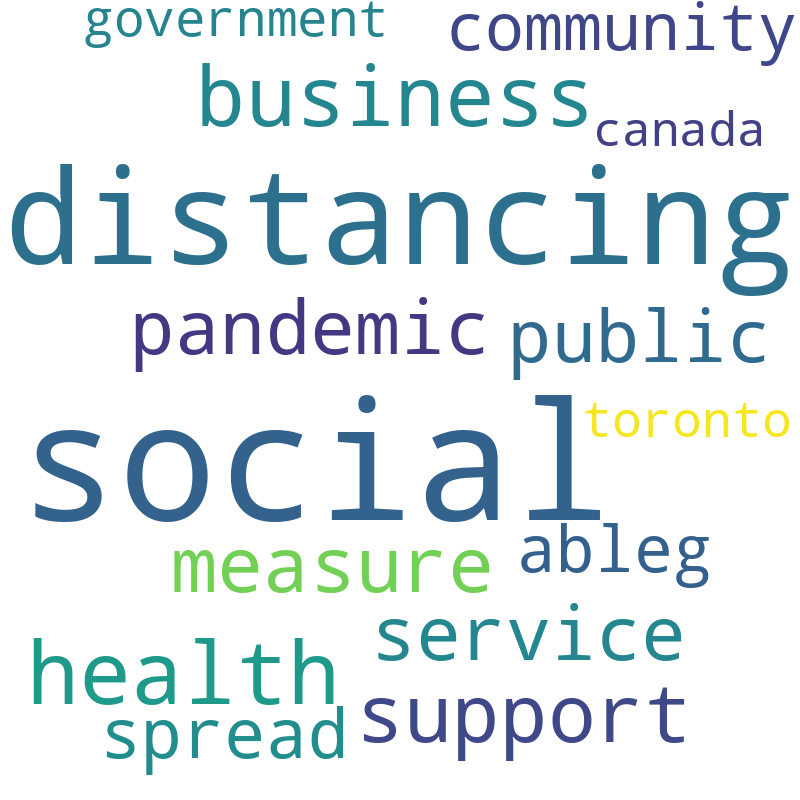 government
community
business
canada
distancing
pandemic
public
social
toronto
measure
ableg
service
health
support
spread